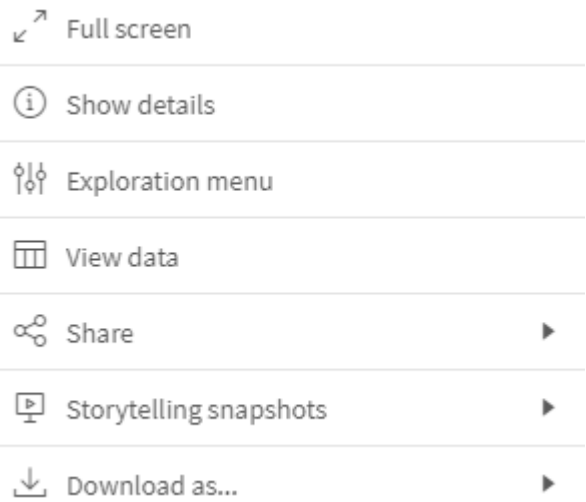 Full screen
Show details
Exploration menu
View data
Share
Storytelling snapshots
Download as...